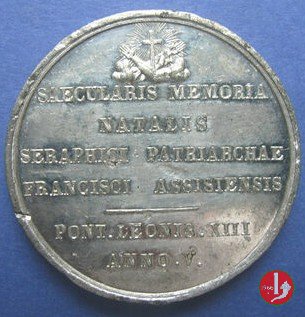 SAECULARIS MEMORIA
NATALIS
SERAPHICI PATRIARCHAE
FRANCISCI ASSISIENSIS
PONT. LEONIS. XIII
ANNO. V.